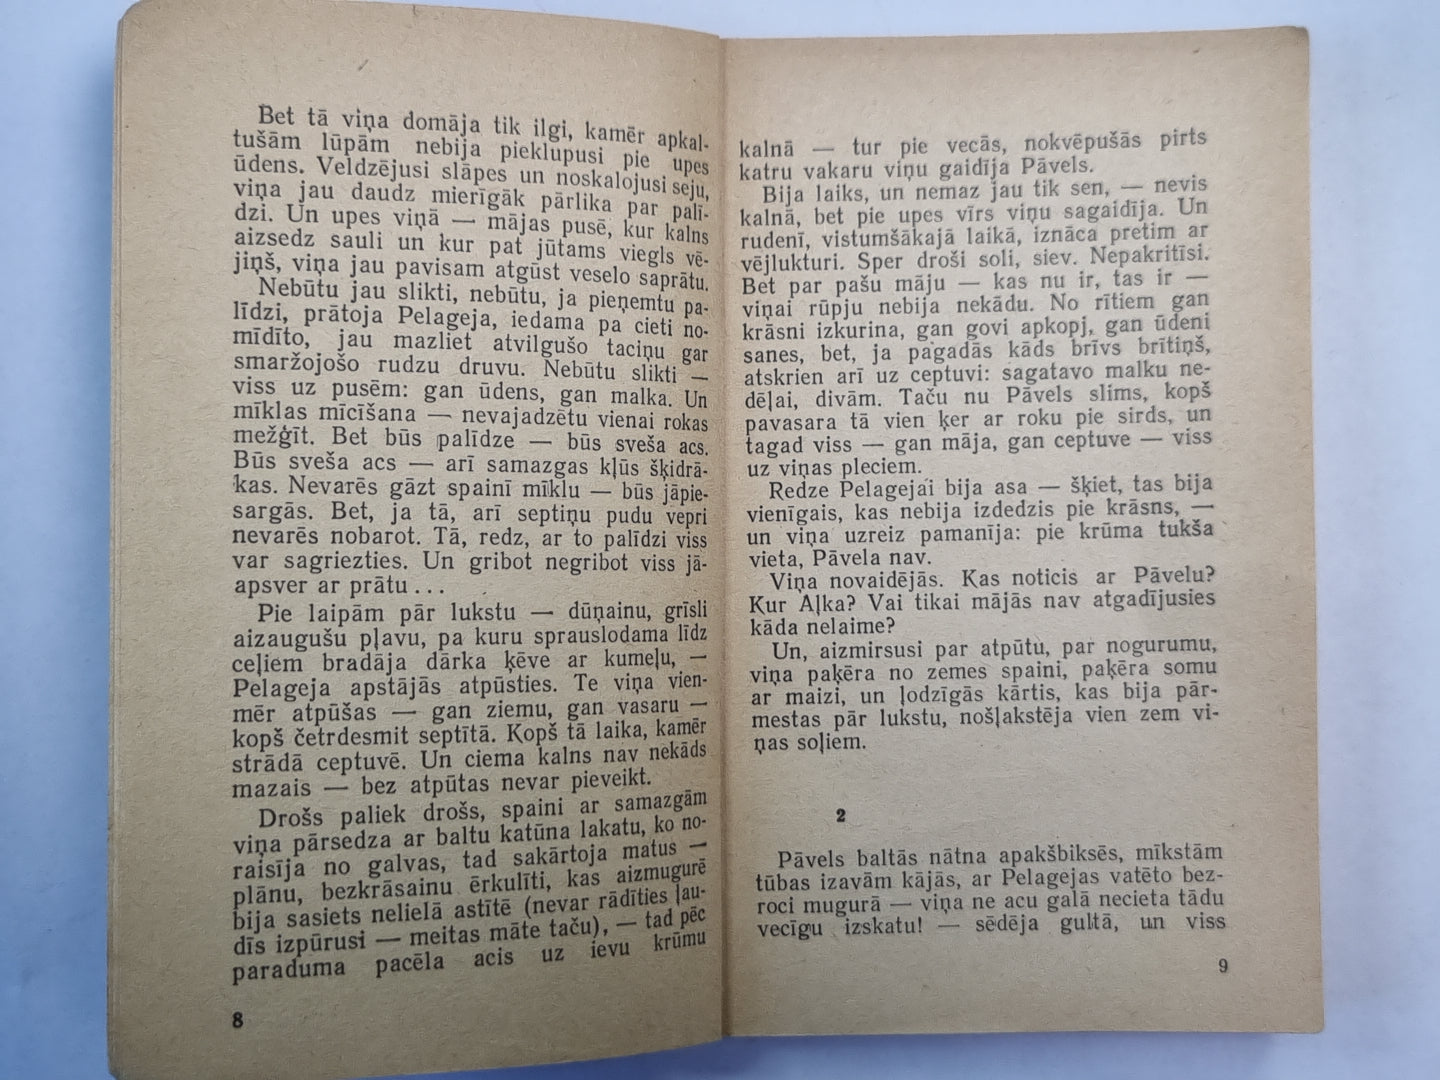 Bet tā viņa domāja tik ilgi, kamēr apkal-
tušām lūpām nebija pieklupusi pie upes
ūdens. Veldzējusi slāpes un noskalojusi seju,
viņa jau daudz mierīgāk pārlika par palī-
dzi. Un upes viņā — mājas pusē, kur kalns
aizsedz sauli un kur pat jūtams viegls vē-
jiņš, viņa jau pavisam atgūst veselo saprātu.
Nebūtu jau slikti, nebūtu, ja pieņemtu pa-
līdzi, prātoja Pelageja, iedama pa cieti no-
mīdīto, jau mazliet atvilgušo taciņu gar
smaržojošo rudzu druvu. Nebūtu slikti —
viss uz pusēm: gan ūdens, gan malka. Un
mīklas mīcīšana — nevajadzētu vienai rokas
mežģīt. Bet būs palīdze — būs sveša acs.
Būs sveša acs — arī samazgas kļūs šķidrā-
kas. Nevarēs gāzt spainī mīklu — būs jāpie-
sargās. Bet, ja tā, arī septiņu pudu vepri
nevarēs nobarot. Tā, redz, ar to palīdzi viss
var sagriezties. Un gribot negribot viss jā-
apsver ar prātu ...
Pie laipām pār lukstu — dūņainu, grīsli
aizaugušu pļavu, pa kuru sprauslodama līdz
ceļiem bradāja dārka ķēve ar kumeļu, —
Pelageja apstājās atpūsties. Te viņa vien-
mēr atpūšas — gan ziemu, gan vasaru —
kopš četrdesmit septītā. Kopš tā laika, kamēr
strādā ceptuvē. Un ciema kalns nav nekāds
mazais — bez atpūtas nevar pieveikt.
Drošs paliek drošs, spaini ar samazgām
viņa pārsedza ar baltu katūna lakatu, ko no-
raisīja no galvas, tad sakārtoja matus —
plānu, bezkrāsainu ērkulīti, kas aizmugurē
bija sasiets nelielā astītē (nevar rādīties ļau-
dīs izpūrusi — meitas māte taču), — tad pēc
paraduma pacēla acis uz ievu krūmu
8
kalnā — tur pie vecās, nokvēpušās pirts
katru vakaru viņu gaidīja Pāvels.
Bija laiks, un nemaz jau tik sen, — nevis
kalnā, bet pie upes vīrs viņu sagaidīja. Un
rudenī, vistumšākajā laikā, iznāca pretim ar
vējlukturi. Sper droši soli, siev. Nepakritīsi.
Bet par pašu māju — kas nu ir, tas ir —
viņai rūpju nebija nekādu. No rītiem gan
krāsni izkurina, gan govi apkopj, gan ūdeni
sanes, bet, ja pagadās kāds brīvs brītiņš,
atskrien arī uz ceptuvi: sagatavo malku ne-
dēļai, divām. Taču nu Pāvels slims, kopš
pavasara tā vien ķer ar roku pie sirds, un
tagad viss — gan māja, gan ceptuve — viss
uz viņas pleciem.
Redze Pelagejai bija asa — šķiet, tas bija
vienīgais, kas nebija izdedzis pie krāsns, —
un viņa uzreiz pamanīja: pie krūma tukša
vieta, Pāvela nav.
Viņa novaidējās. Kas noticis ar Pāvelu?
Kur Aļka? Vai tikai mājās nav atgadījusies
kāda nelaime?
Un, aizmirsusi par atpūtu, par nogurumu,
viņa paķēra no zemes spaini, paķēra somu
ar maizi, un ļodzīgās kārtis, kas bija pār-
mestas pār lukstu, nošļakstēja vien zem vi-
ņas soļiem.
2
Pāvels baltās nātna apakšbiksēs, mīkstām
tūbas izavām kājās, ar Pelagejas vatēto bez-
roci mugurā — viņa ne acu galā necieta tādu
vecīgu izskatu! — sēdēja gultā, un viss
9